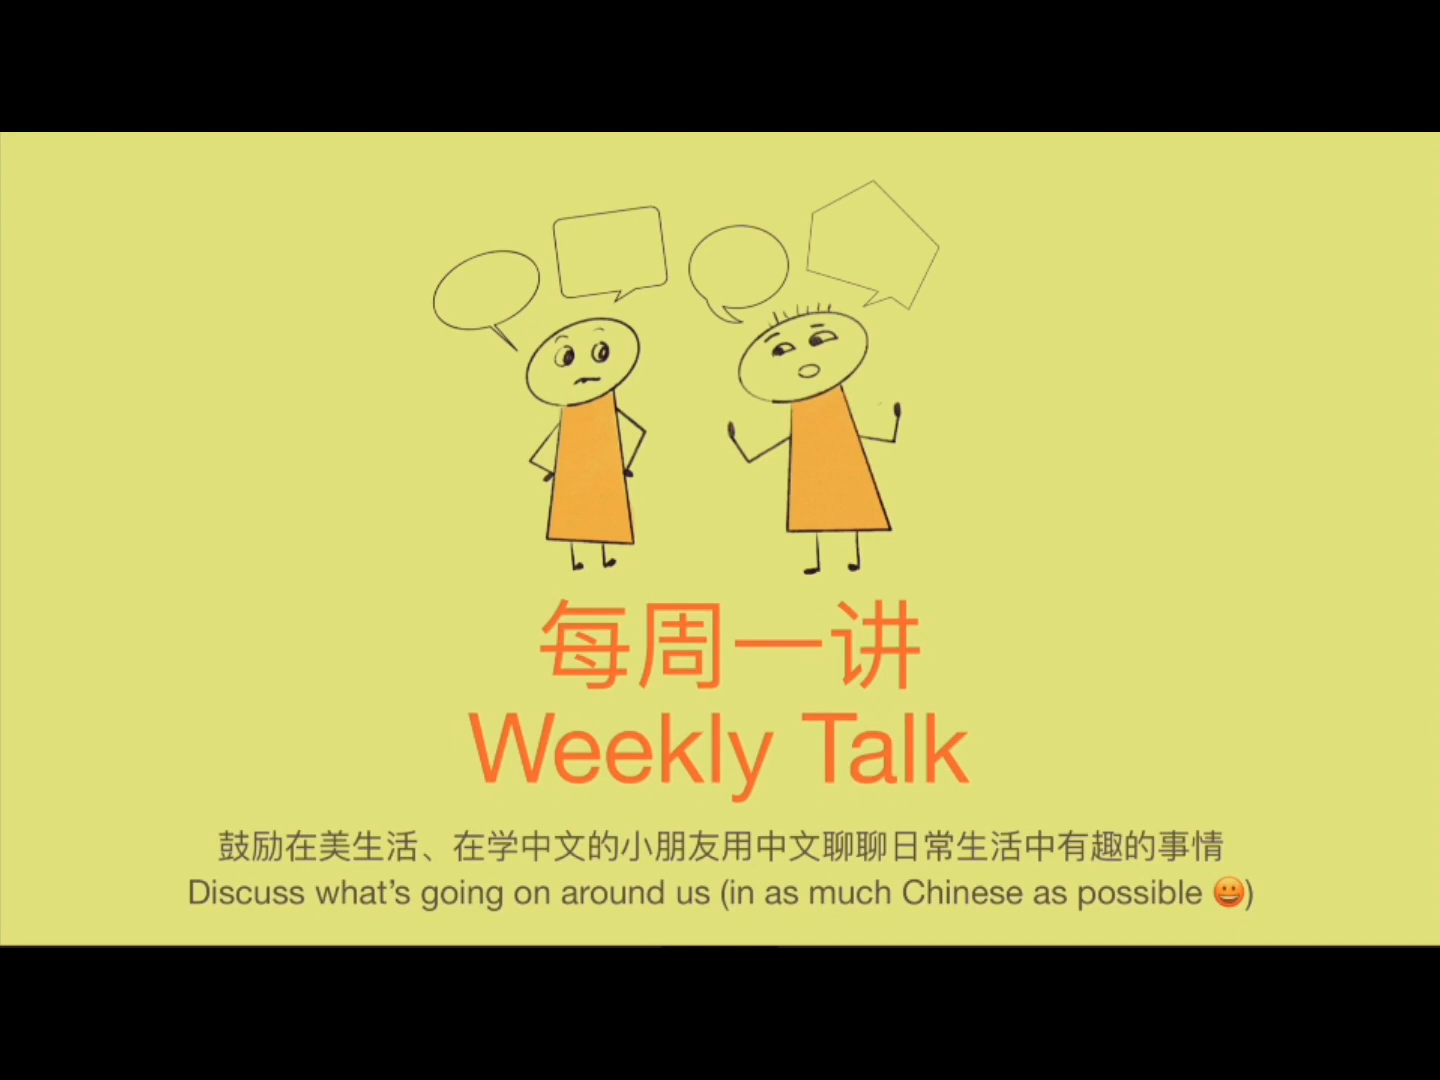 每周一讲
Weekly Talk
鼓励在美生活、在学中文的小朋友用中文聊聊日常生活中有趣的事情
Discuss what’s going on around us (in as much Chinese as possible 😀)